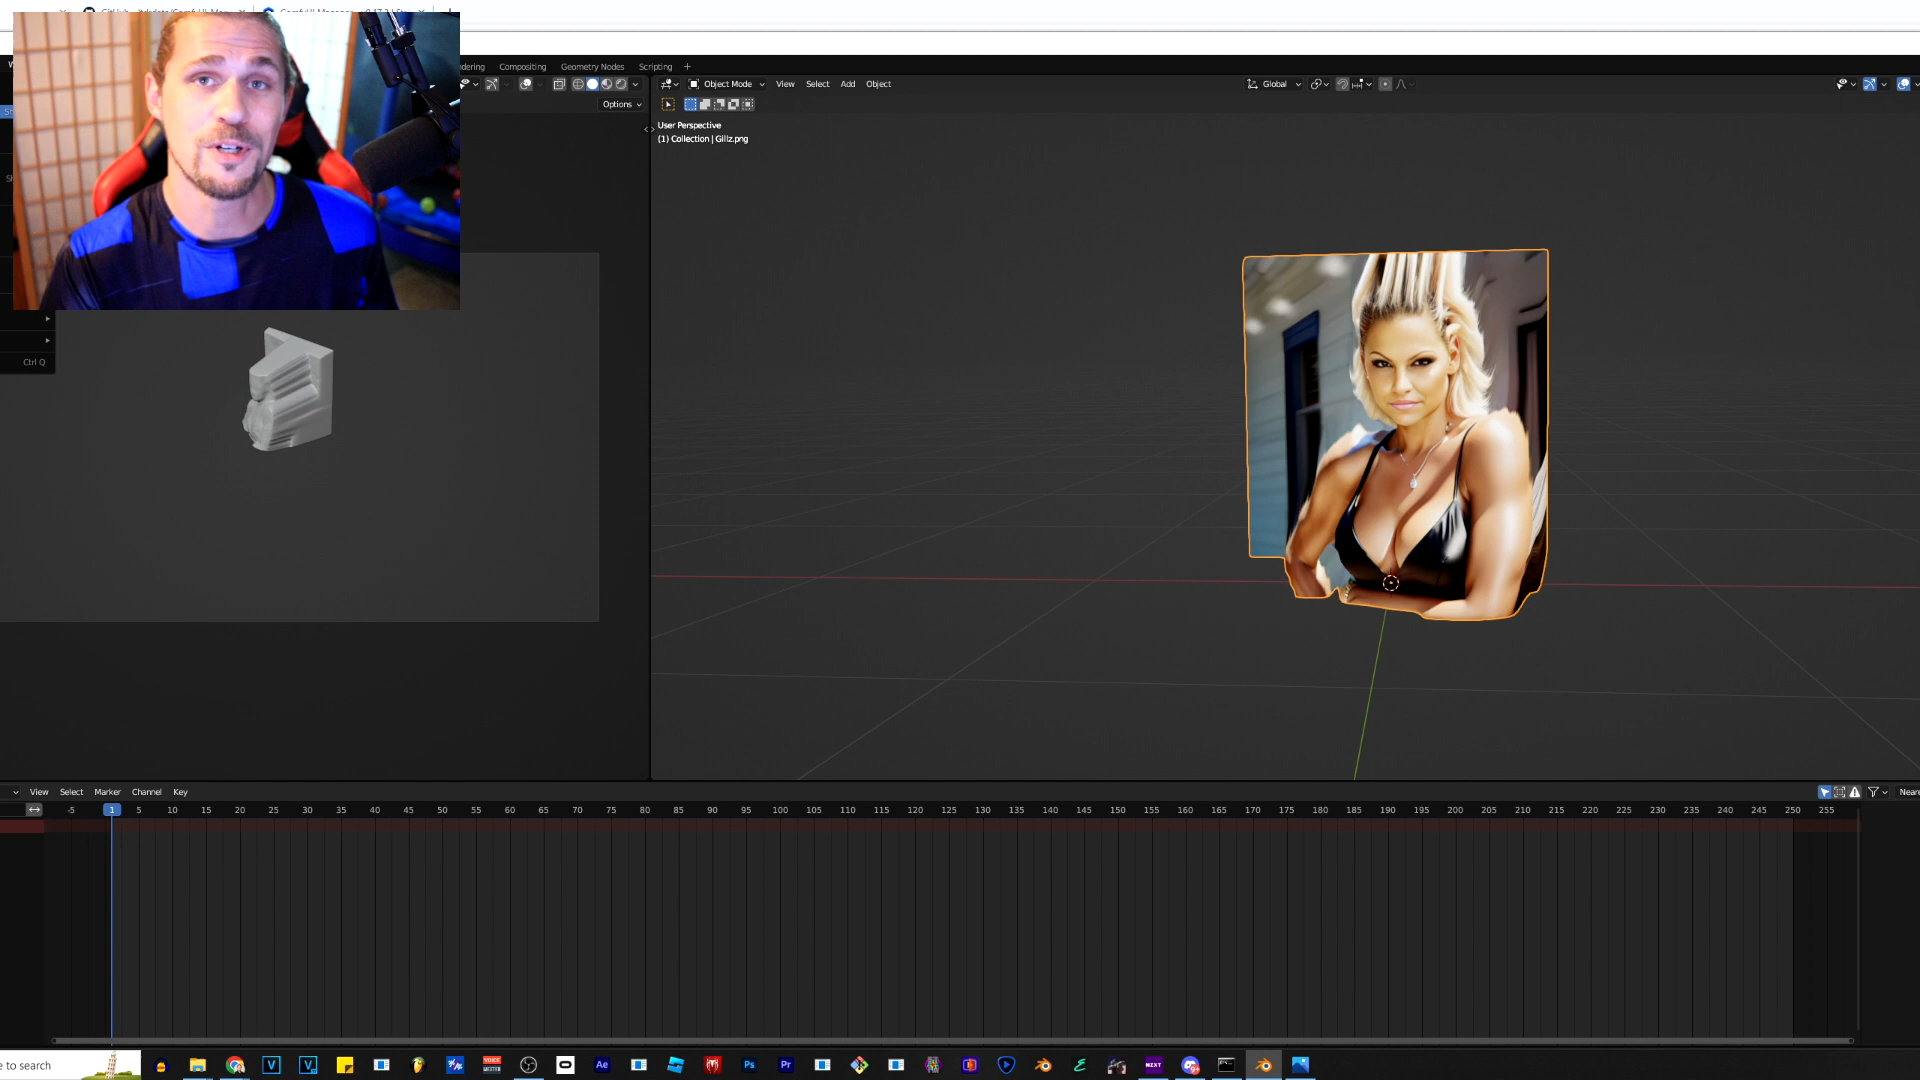 Compositing Geometry Nodes Scripting +
Object Mode View Select Add Object Global
Options
User Perspective
(1) Collection | Gillz.png
Ctrl Q
View Select Marker Channel Key
-5 1 5 10 15 20 25 30 35 40 45 50 55 60 65 70 75 80 85 90 95 100 105 110 115 120 125 130 135 140 145 150 155 160 165 170 175 180 185 190 195 200 205 210 215 220 225 230 235 240 245 250 255
to search
V V VOICE MEETER Ae Ps Pr NEXT